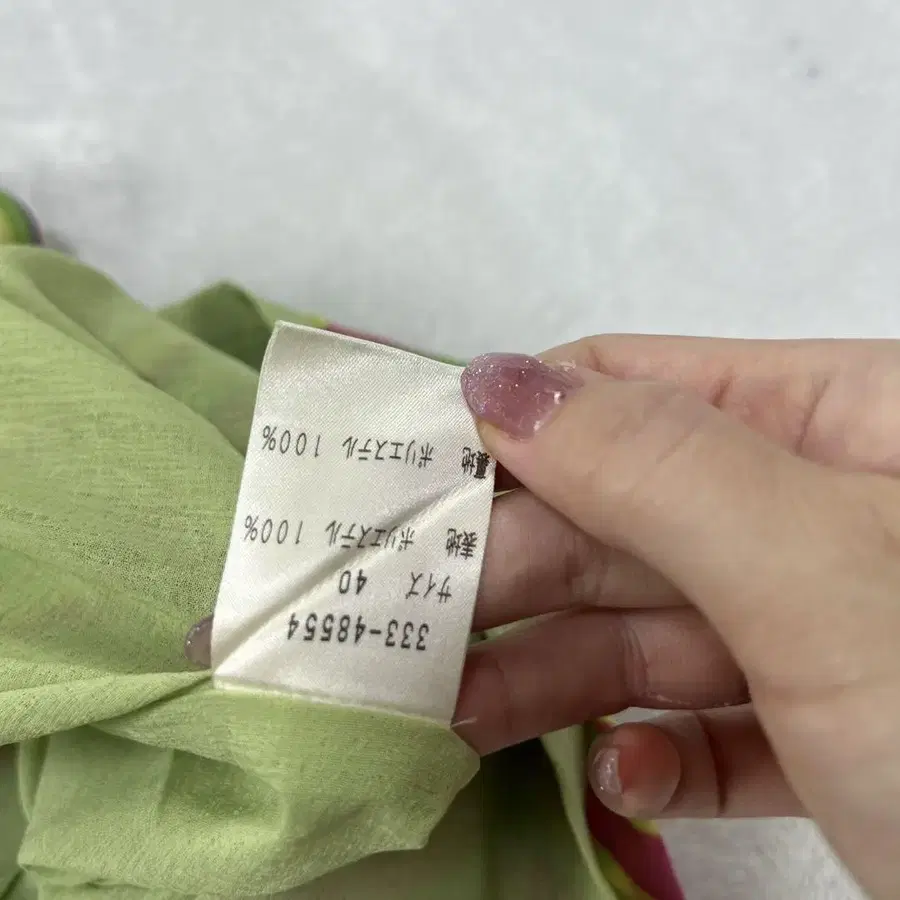 333-48554
サイズ 40
表地 ポリエステル 100%
裏地 ポリエステル 100%